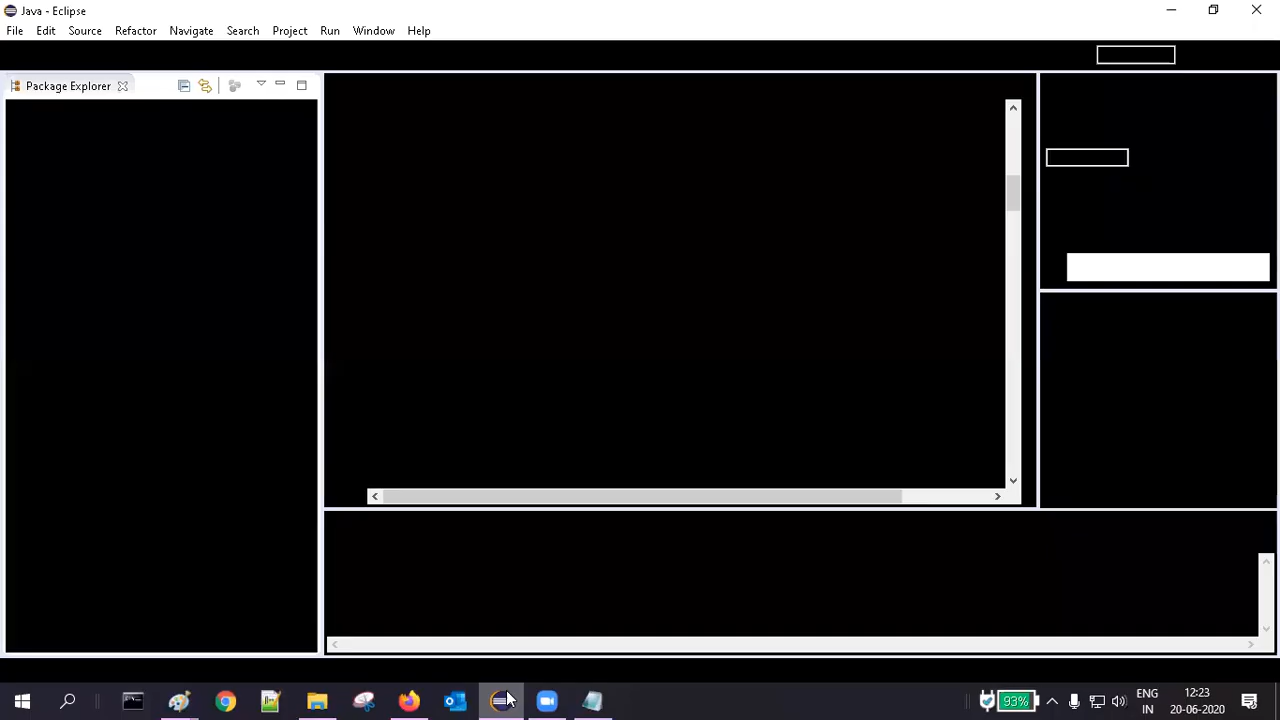 Java - Eclipse
File Edit Source Refactor Navigate Search Project Run Window Help
Package Explorer
93%
ENG
IN
12:23
20-06-2020